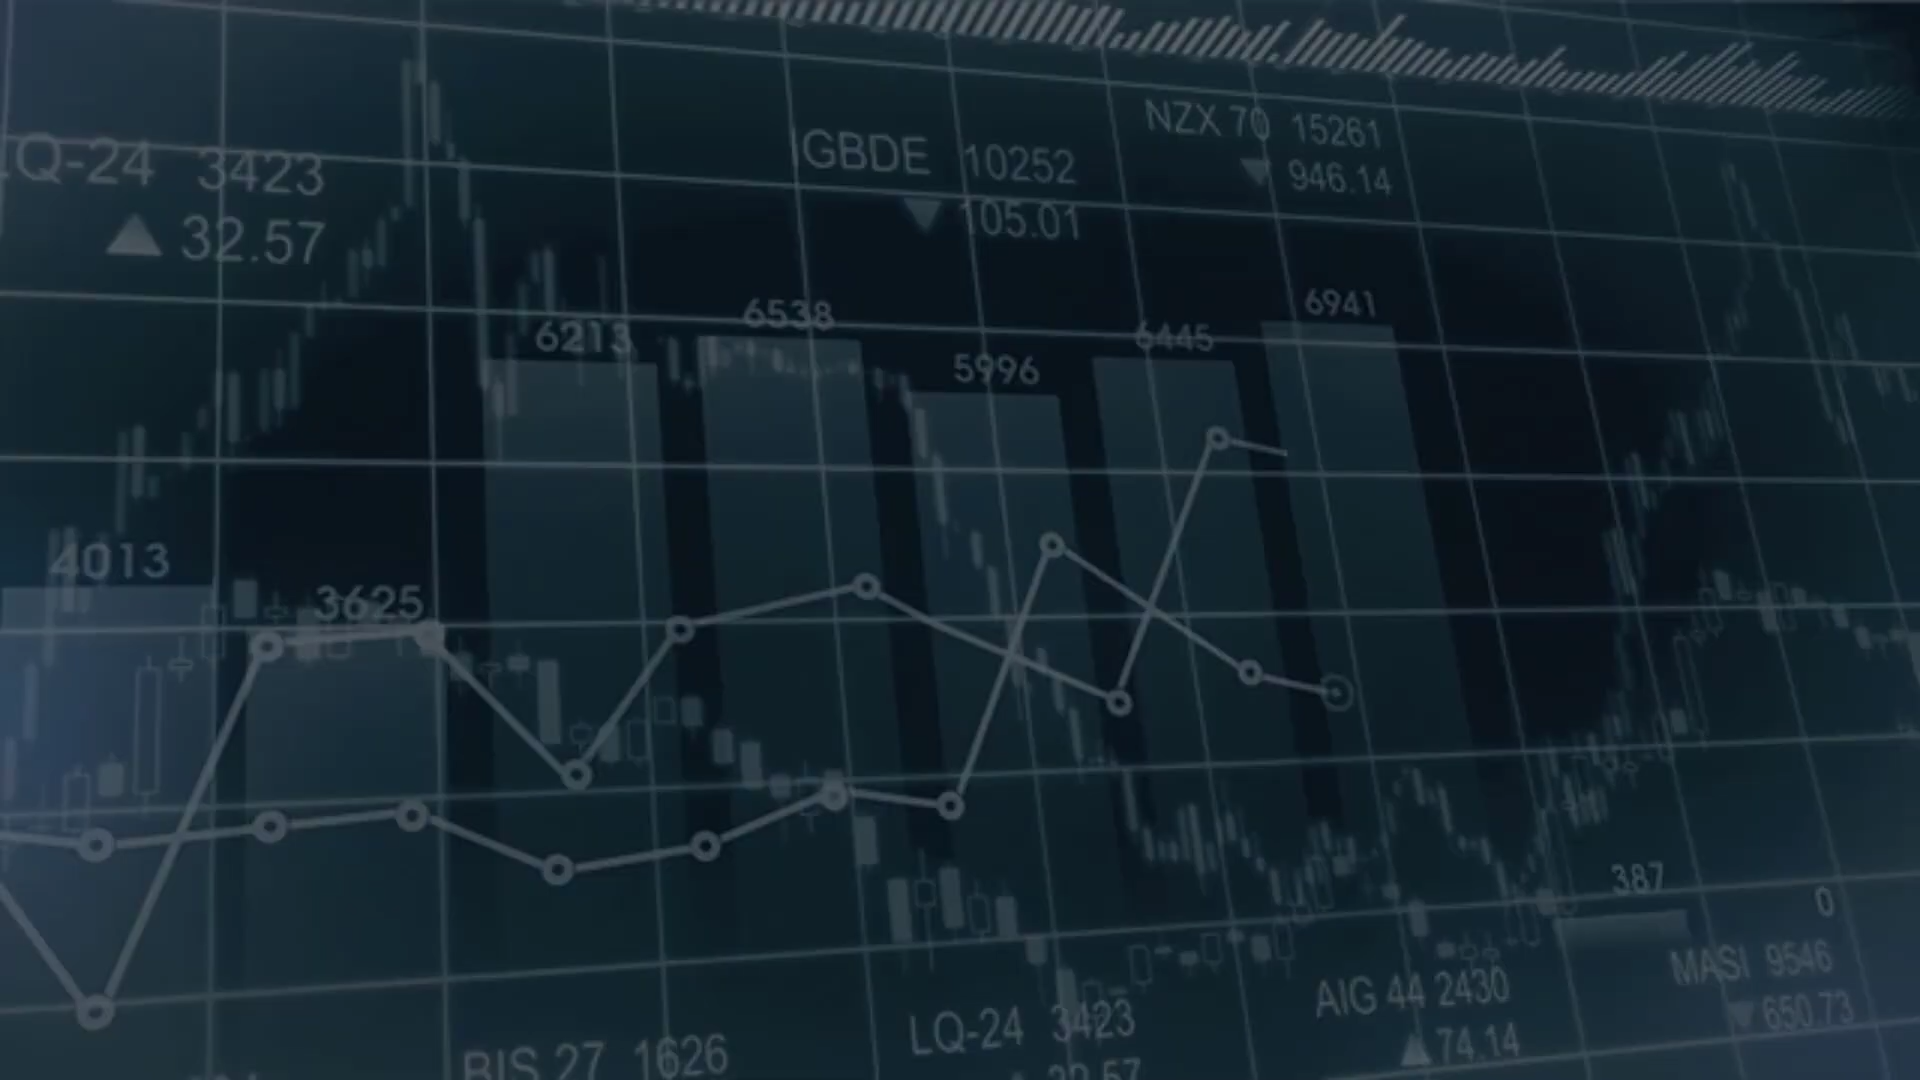 NZX 70 15261
946.14
IGBDE 10252
105.01
LQ-24 3423
32.57
6941
6538
6213
6445
5996
4013
3625
387
0
MASI 9546
650.73
AIG 44 2430
74.14
LQ-24 3423
32.57
BIS 27 1626